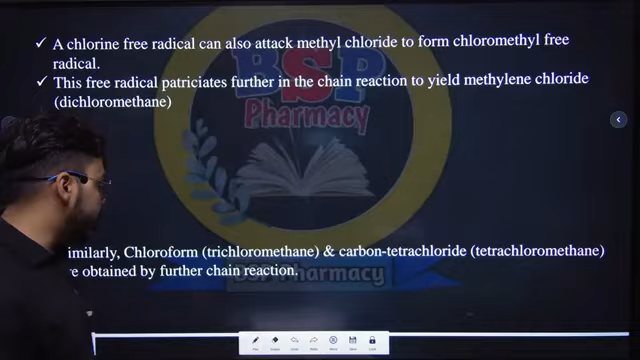 ✓ A chlorine free radical can also attack methyl chloride to form chloromethyl free
radical.
✓ This free radical patriciates further in the chain reaction to yield methylene chloride
(dichloromethane)
BSP
Pharmacy
imilarly, Chloroform (trichloromethane) & carbon-tetrachloride (tetrachloromethane)
e obtained by further chain reaction.
BSP Pharmacy